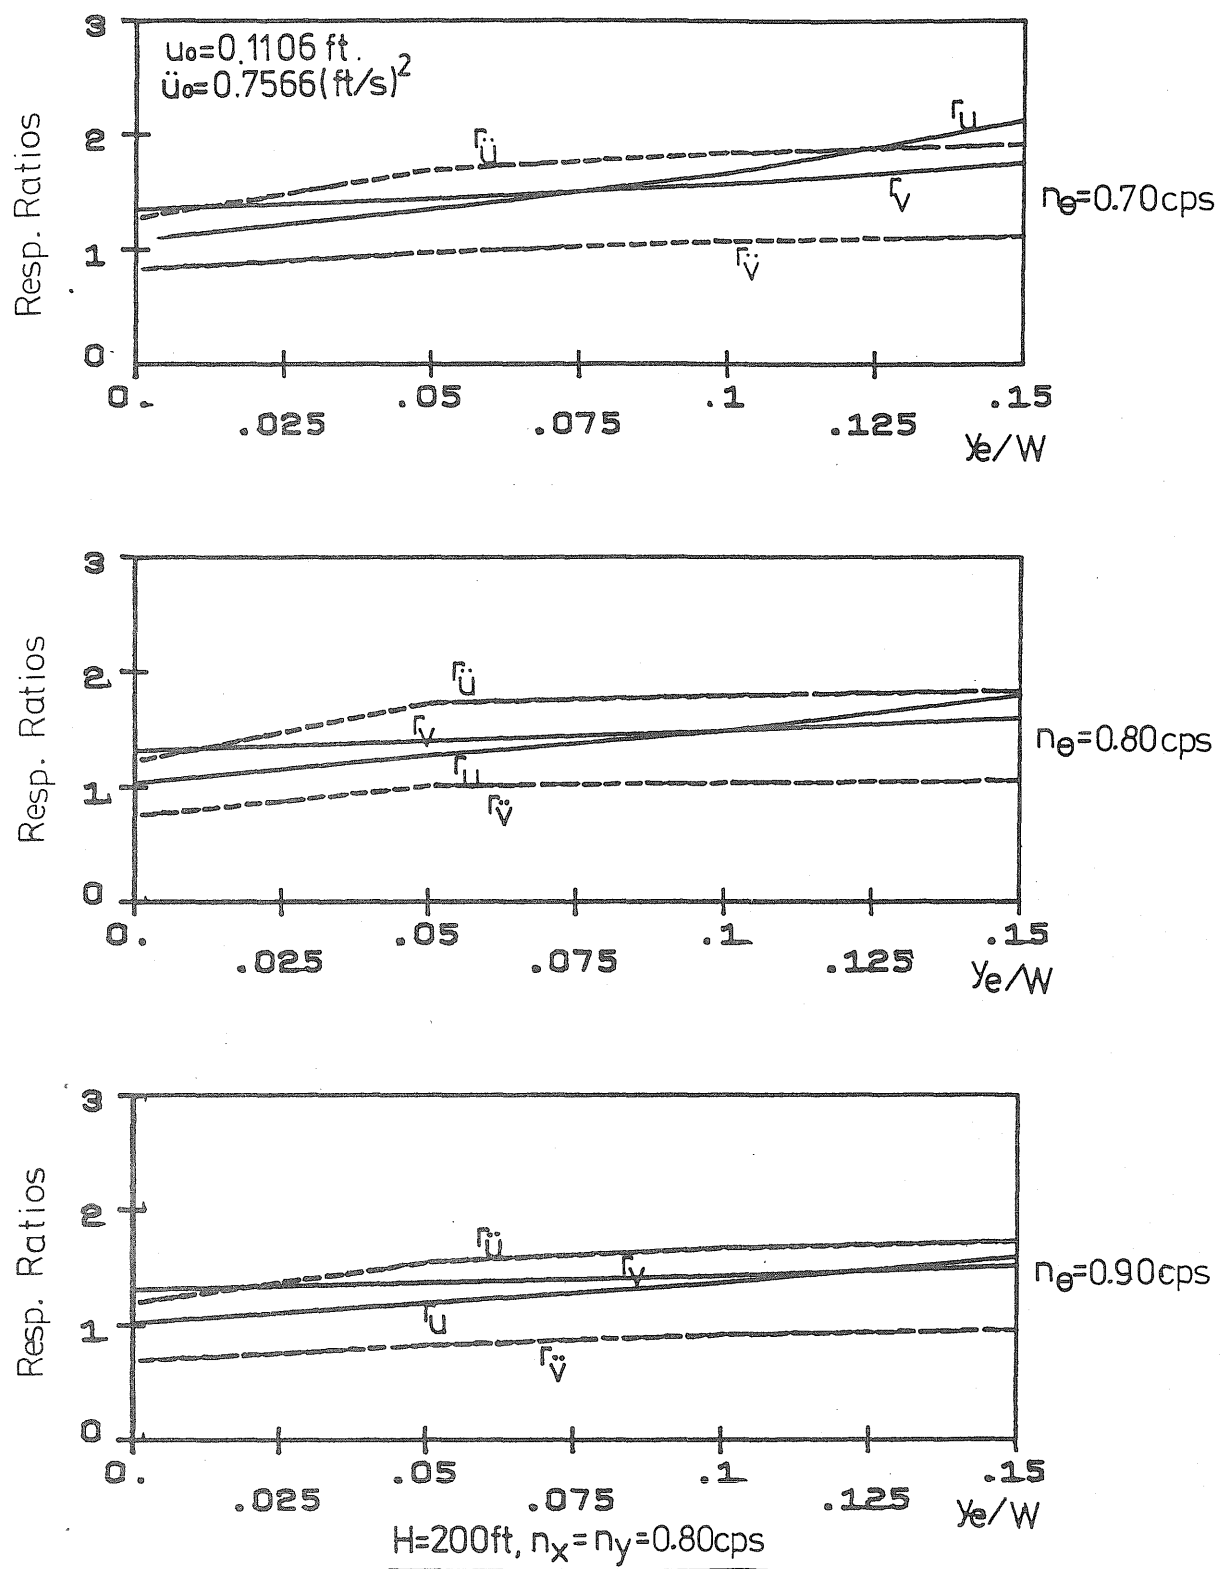 3
u₀=0.1106 ft.
ü₀=0.7566(ft/s)²
2
1
0
Resp. Ratios
r_ü
r_u
r_v
r_v̈
n_θ=0.70cps
0. .05 .1 .15
.025 .075 .125
y_e/W
3
2
1
0
Resp. Ratios
r_ü
r_v
r_u
r_v̈
n_θ=0.80cps
0. .05 .1 .15
.025 .075 .125
y_e/W
3
2
1
0
Resp. Ratios
r_ü
r_v
r_u
r_v̈
n_θ=0.90cps
0. .05 .1 .15
.025 .075 .125
y_e/W
H=200ft, n_x=n_y=0.80cps